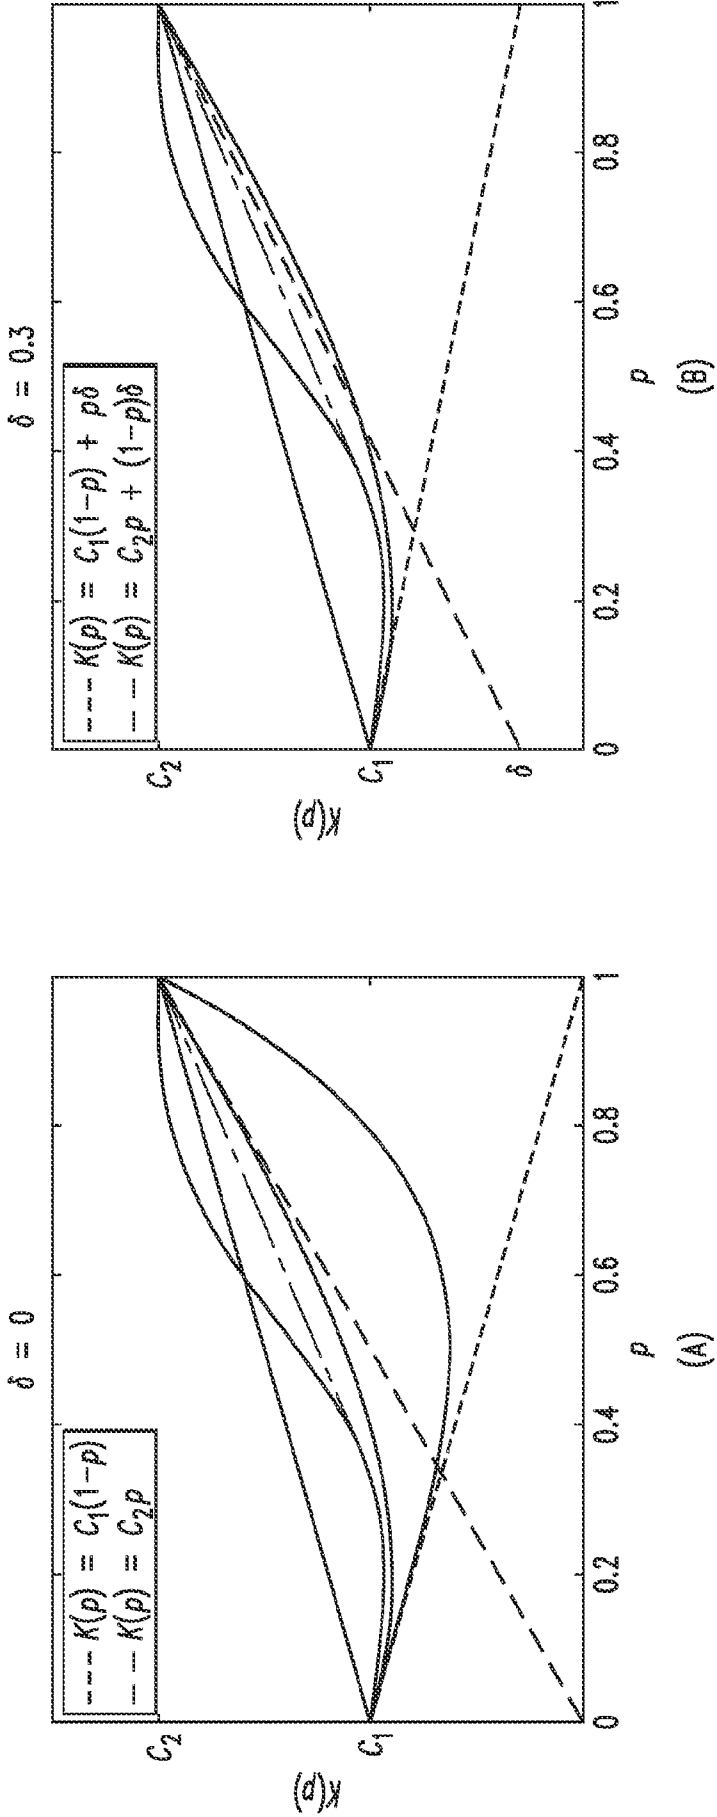 δ = 0
K(p) = C₁(1−p)
K(p) = C₂p
K(p)
C₂
C₁
0
0.2
0.4
0.6
0.8
1
p
(A)
δ = 0.3
K(p) = C₁(1−p) + pδ
K(p) = C₂p + (1−p)δ
K(p)
C₂
C₁
δ
0
0.2
0.4
0.6
0.8
1
p
(B)